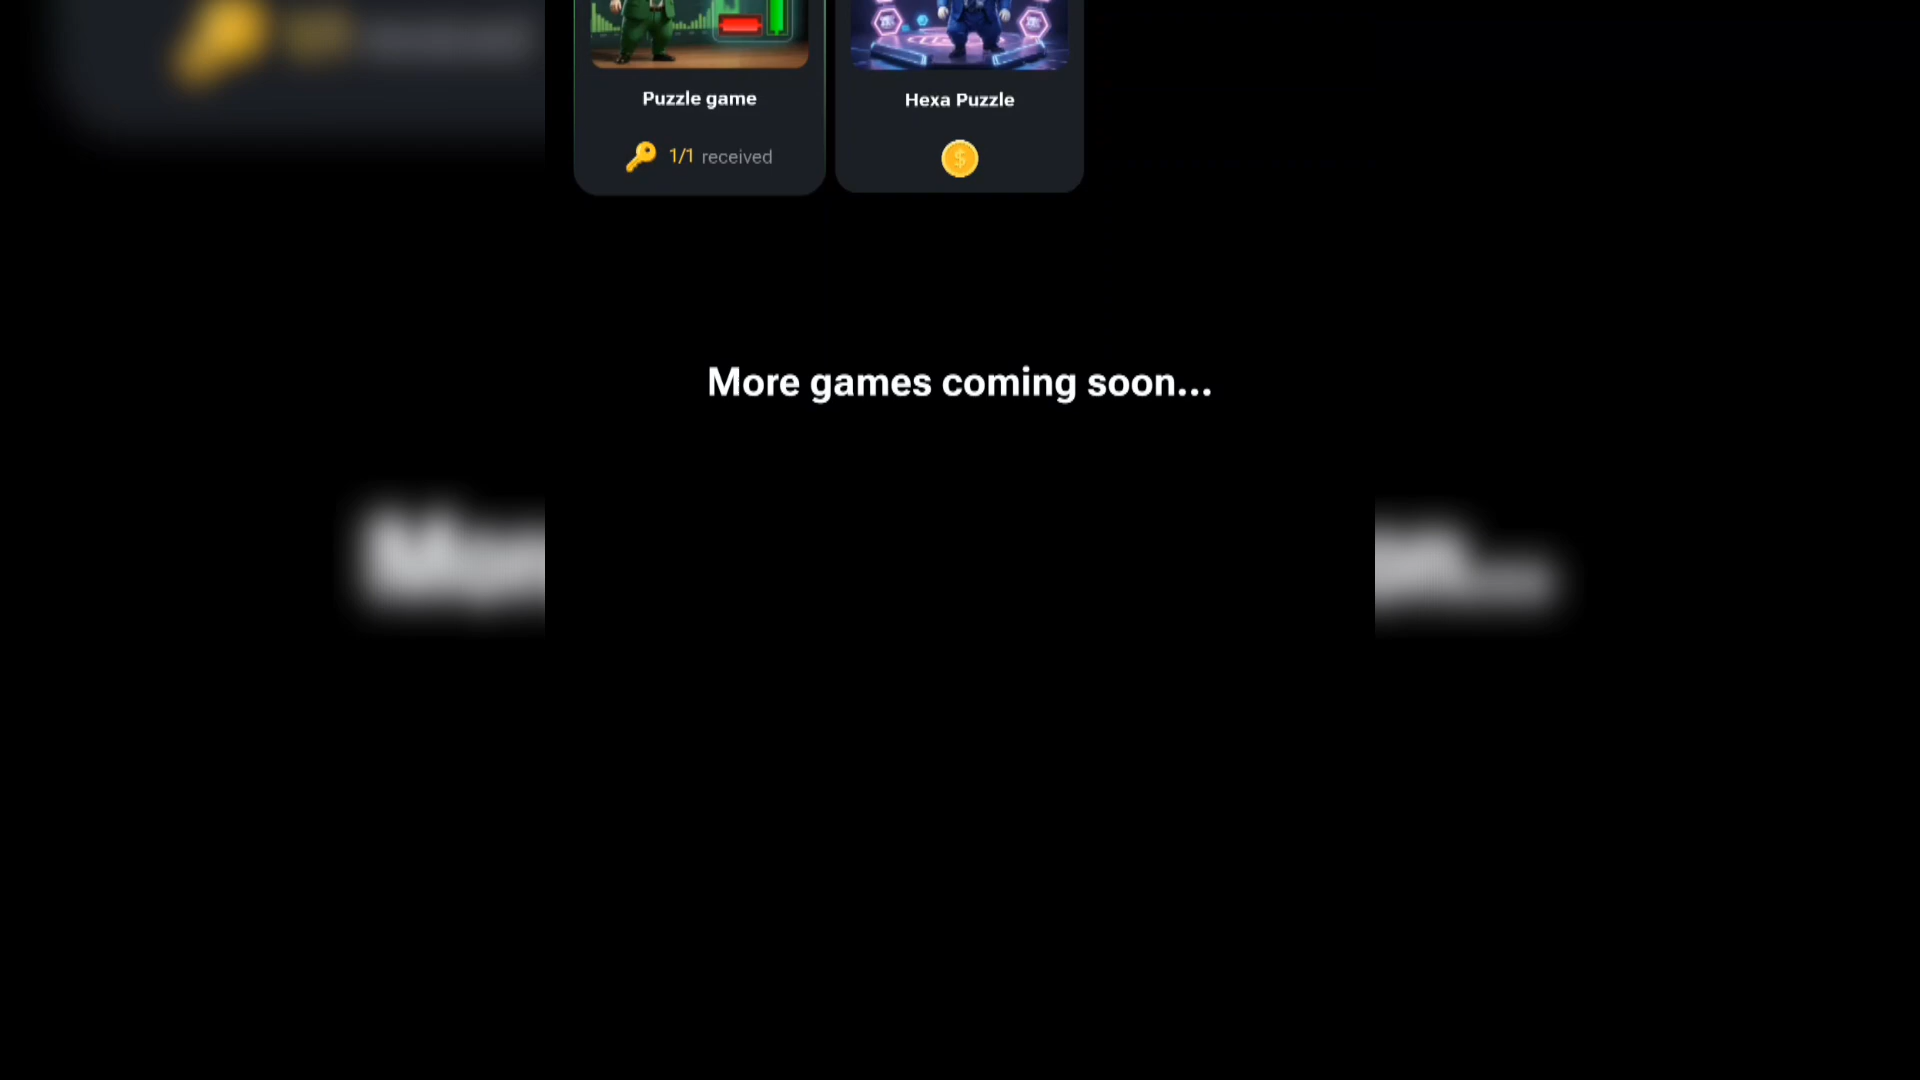 Puzzle game
Hexa Puzzle
1/1 received
More games coming soon...